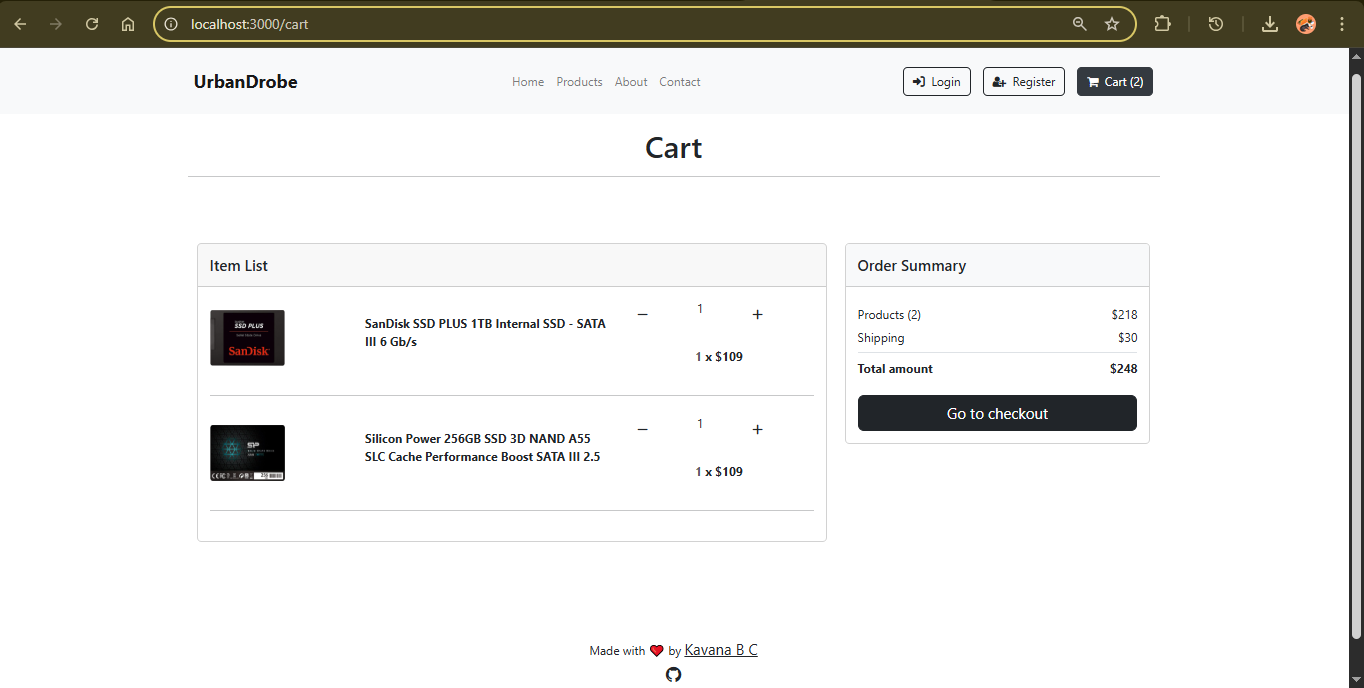 localhost:3000/cart
UrbanDrobe
Home Products About Contact
Login Register Cart (2)
Cart
Item List
SSD PLUS
SanDisk
SanDisk SSD PLUS 1TB Internal SSD - SATA
III 6 Gb/s
1
1 x $109
SP
Silicon Power 256GB SSD 3D NAND A55
SLC Cache Performance Boost SATA III 2.5
1
1 x $109
Order Summary
Products (2) $218
Shipping $30
Total amount $248
Go to checkout
Made with ❤️ by Kavana B C